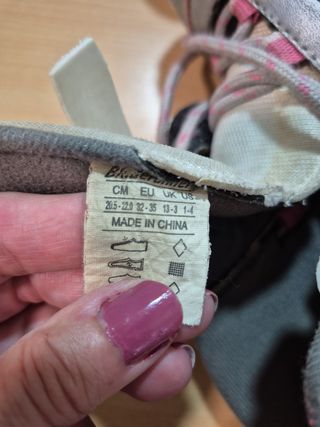 CM EU UK US
20.5-22.0 32-35 13-3 1-4
MADE IN CHINA